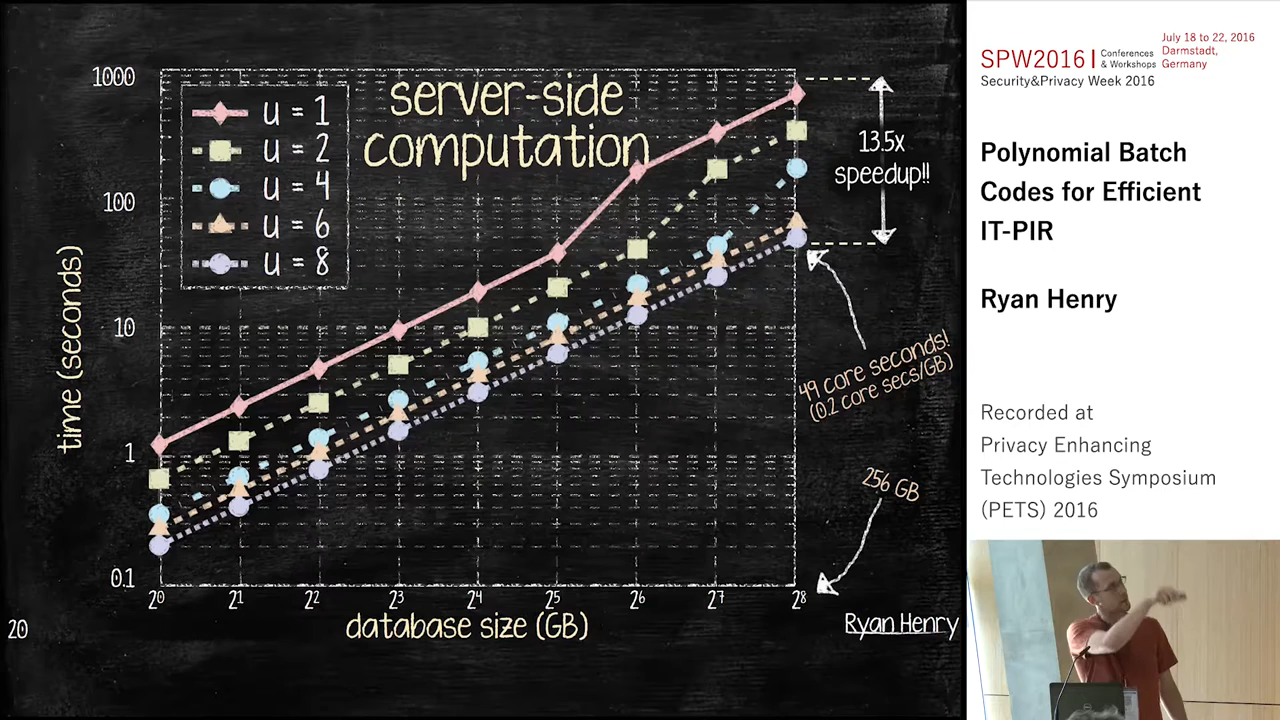 server-side
computation
u = 1
u = 2
u = 4
u = 6
u = 8
1000
100
10
1
0.1
time (seconds)
2⁰
2¹
2²
2³
2⁴
2⁵
2⁶
2⁷
2⁸
database size (GB)
13.5x
speedup!!
49 core seconds!
(0.2 core secs/GB)
256 GB
Ryan Henry
20
SPW2016 | Conferences
& Workshops
Security&Privacy Week 2016
July 18 to 22, 2016
Darmstadt,
Germany
Polynomial Batch
Codes for Efficient
IT-PIR
Ryan Henry
Recorded at
Privacy Enhancing
Technologies Symposium
(PETS) 2016